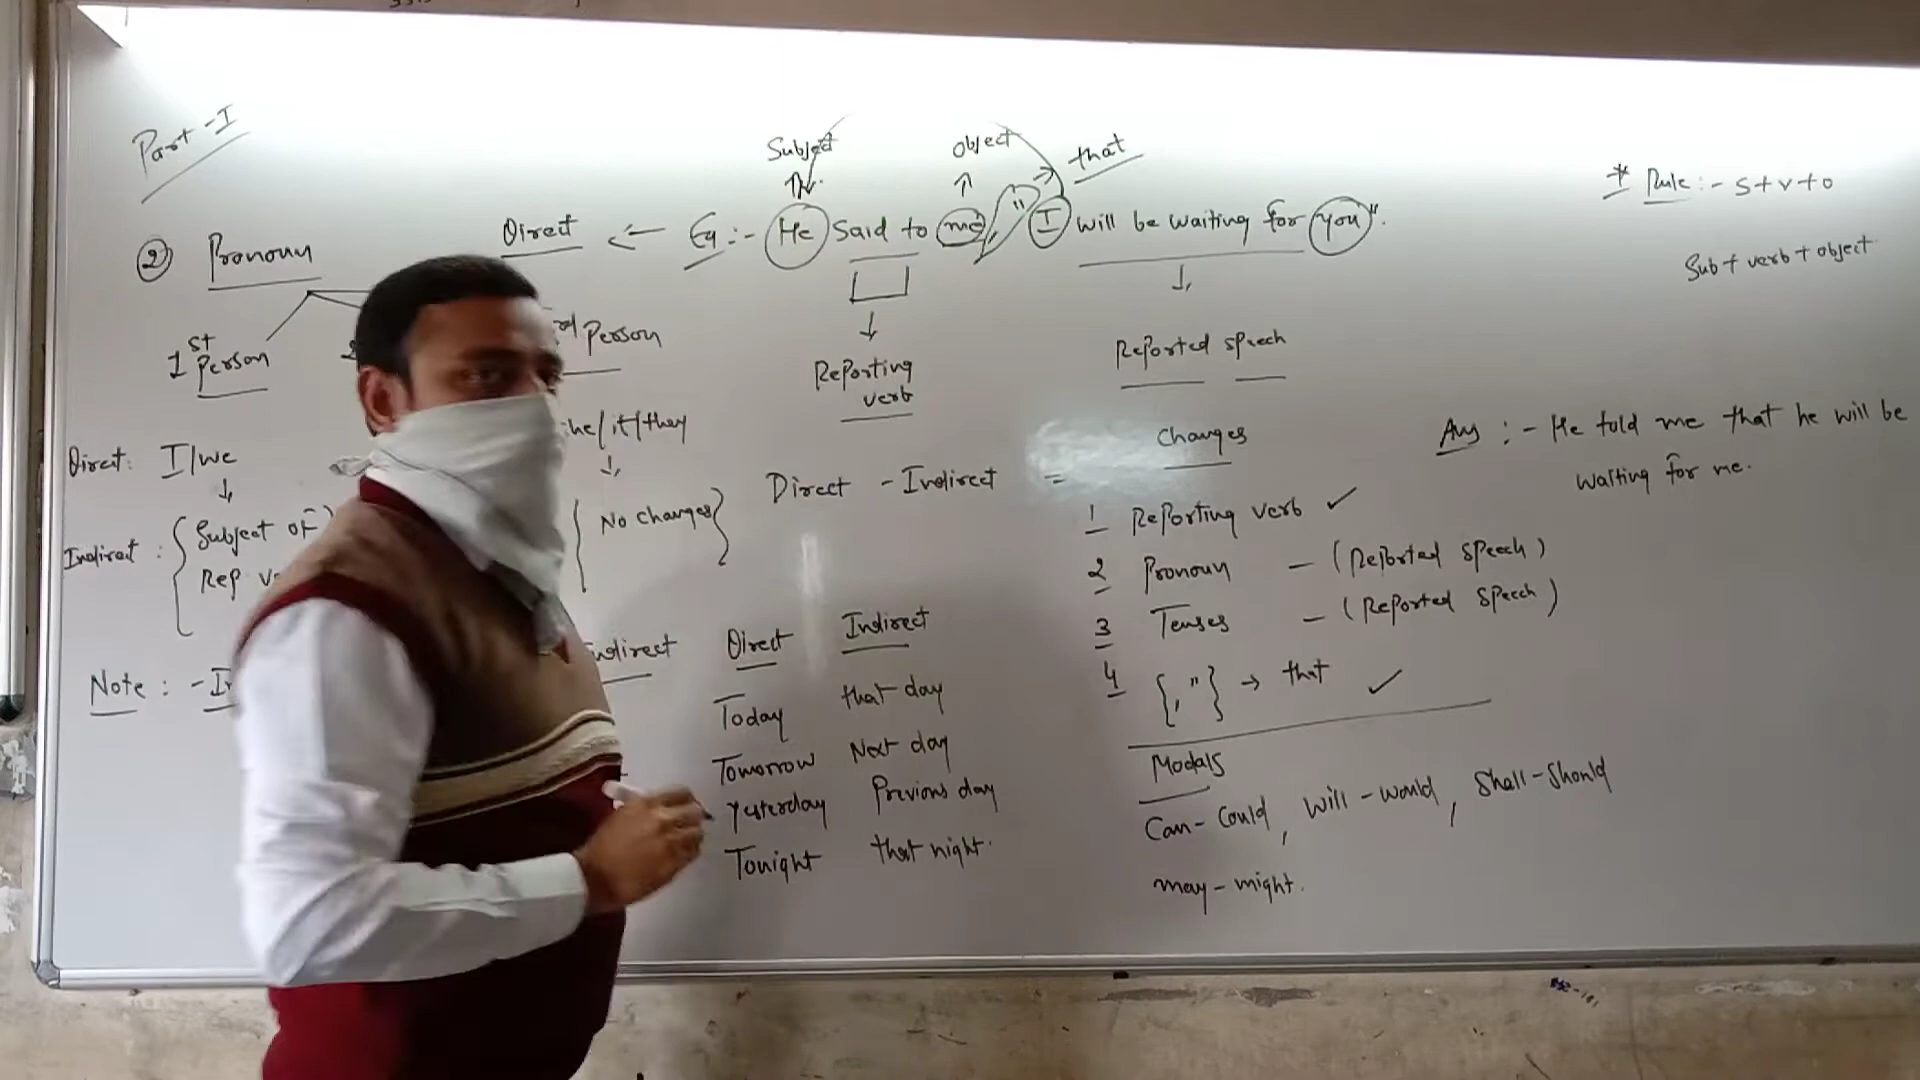 Part-I
② Pronoun
1st Person
Person
Direct: I/we
he/it/they
Indirect : { Subject of
Rep
{ No changes }
Note : -
Indirect
Subject
Object
that
Direct ← Eg :- He Said to me, " I will be waiting for you".
Reporting verb
Reported speech
Direct - Indirect =
Changes
1 Reporting verb ✓
2 Pronoun - (Reported speech)
3 Tenses - (Reported speech)
4 {, "} → that ✓
Direct Indirect
Today that day
Tomorrow Next day
Yesterday Previous day
Tonight that night.
Modals
Can- Could, will - would, Shall-Should
may - might.
* Rule :- S+V+O
Sub + verb + object
Ans : - He told me that he will be
waiting for me.